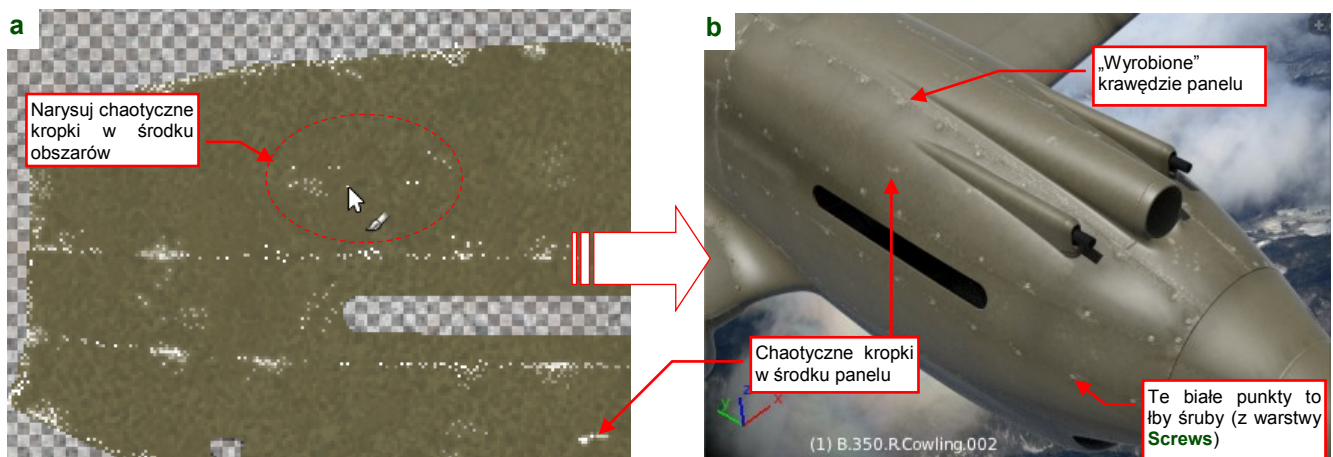 a
Narysuj chaotyczne
kropki w środku
obszarów
b
„Wyrobione”
krawędzie panelu
Chaotyczne kropki
w środku panelu
Te białe punkty to
łby śruby (z warstwy
Screws)
z
y
x
(1) B.350.R.Cowling.002